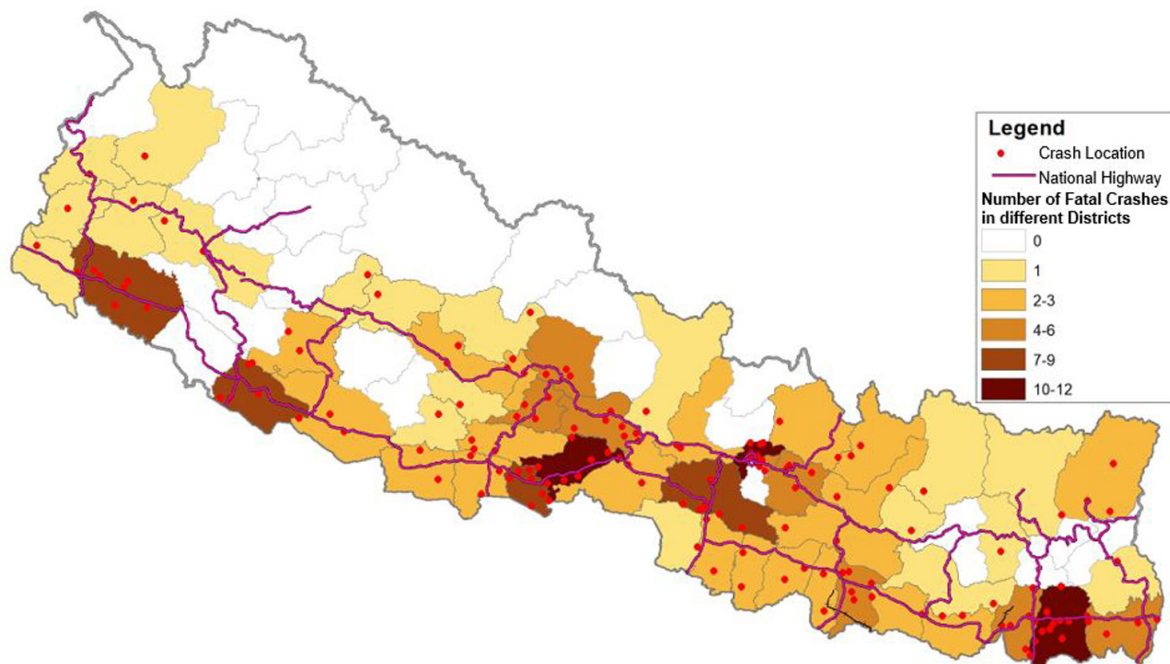 Legend
Crash Location
National Highway
Number of Fatal Crashes
in different Districts
0
1
2-3
4-6
7-9
10-12